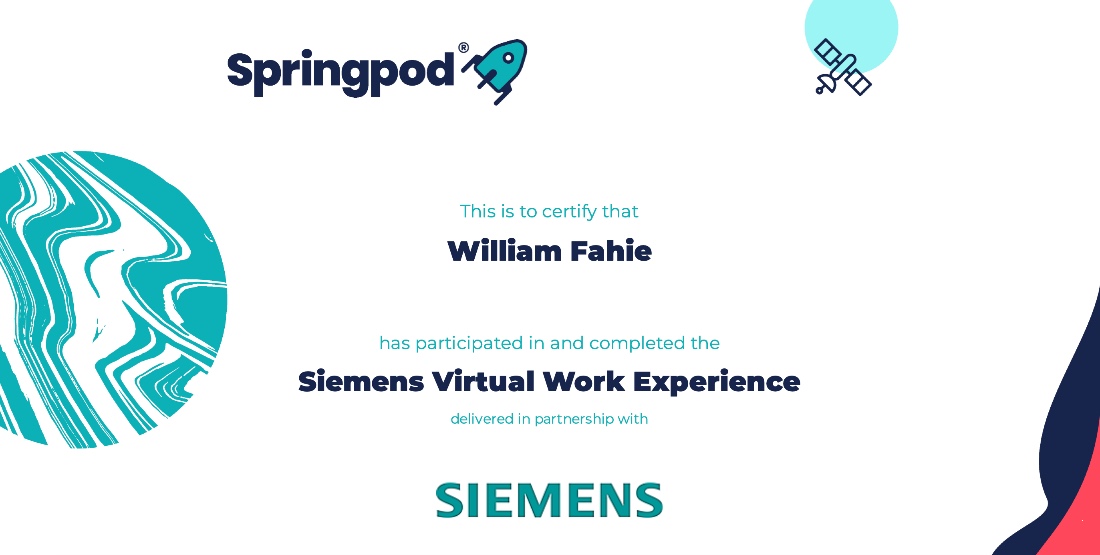 Springpod®
This is to certify that
William Fahie
has participated in and completed the
Siemens Virtual Work Experience
delivered in partnership with
SIEMENS